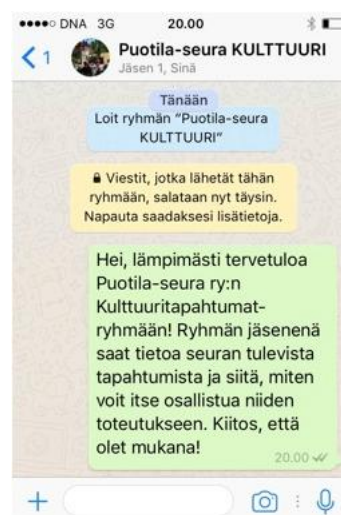 DNA 3G 20.00
1 Puotila-seura KULTTUURI
Jäsen 1, Sinä
Tänään
Loit ryhmän "Puotila-seura
KULTTUURI"
Viestit, jotka lähetät tähän
ryhmään, salataan nyt täysin.
Napauta saadaksesi lisätietoja.
Hei, lämpimästi tervetuloa
Puotila-seura ry:n
Kulttuuritapahtumat-
ryhmään! Ryhmän jäsenenä
saat tietoa seuran tulevista
tapahtumista ja siitä, miten
voit itse osallistua niiden
toteutukseen. Kiitos, että
olet mukana!
20.00